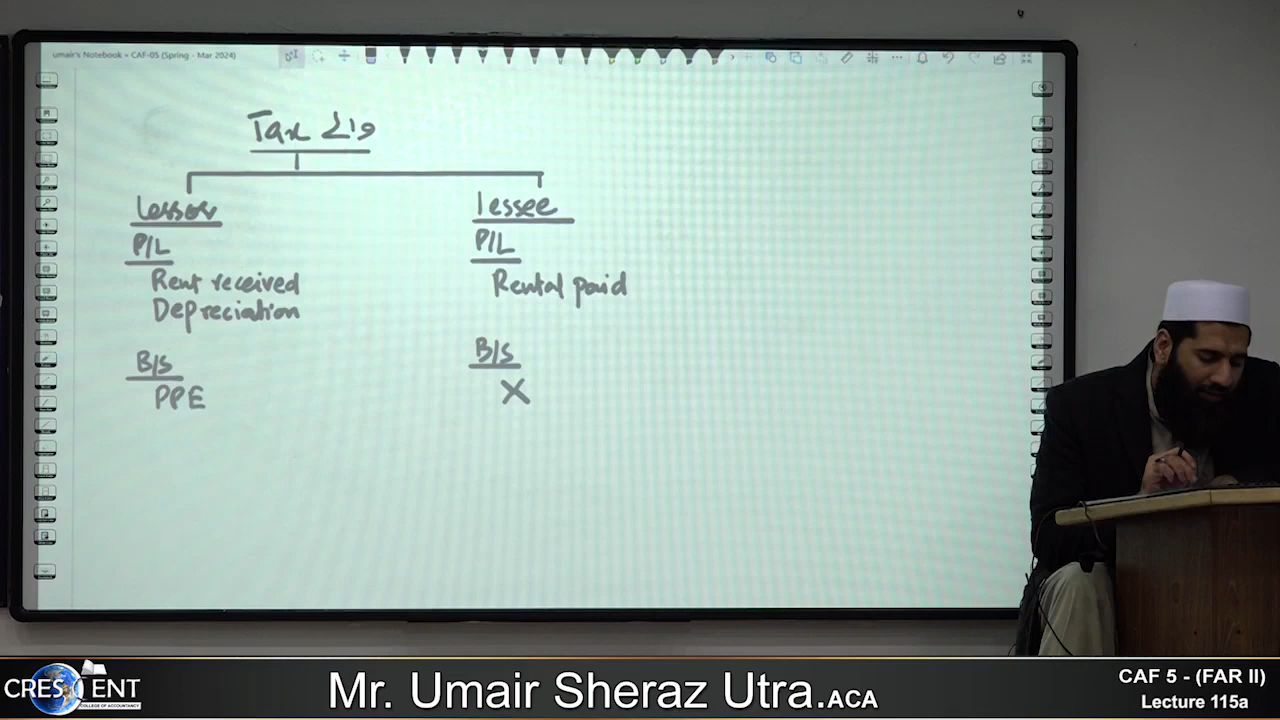 umair's Notebook » CAF-05 (Spring - Mar 2024)
Tax
Lessor
P/L
Rent received
Depreciation
B/S
PPE
lessee
P/L
Rental paid
B/S
X
CRESCENT
COLLEGE OF ACCOUNTANCY
Mr. Umair Sheraz Utra.ACA
CAF 5 - (FAR II)
Lecture 115a